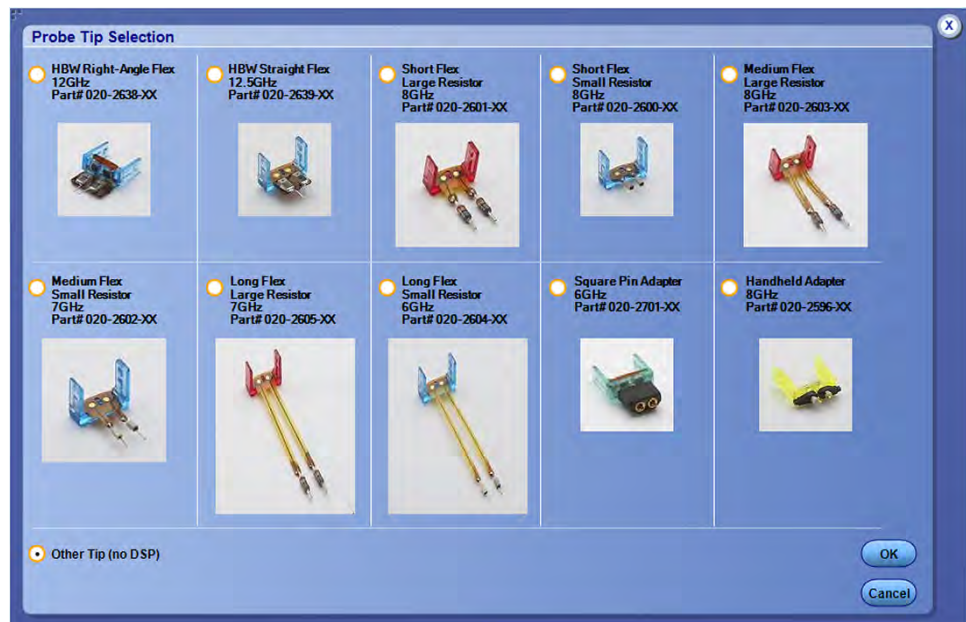 Probe Tip Selection
X
HBW Right-Angle Flex
12GHz
Part# 020-2638-XX
HBW Straight Flex
12.5GHz
Part# 020-2639-XX
Short Flex
Large Resistor
8GHz
Part# 020-2601-XX
Short Flex
Small Resistor
8GHz
Part# 020-2600-XX
Medium Flex
Large Resistor
8GHz
Part# 020-2603-XX
Medium Flex
Small Resistor
7GHz
Part# 020-2602-XX
Long Flex
Large Resistor
7GHz
Part# 020-2605-XX
Long Flex
Small Resistor
6GHz
Part# 020-2604-XX
Square Pin Adapter
6GHz
Part# 020-2701-XX
Handheld Adapter
8GHz
Part# 020-2596-XX
Other Tip (no DSP)
OK
Cancel